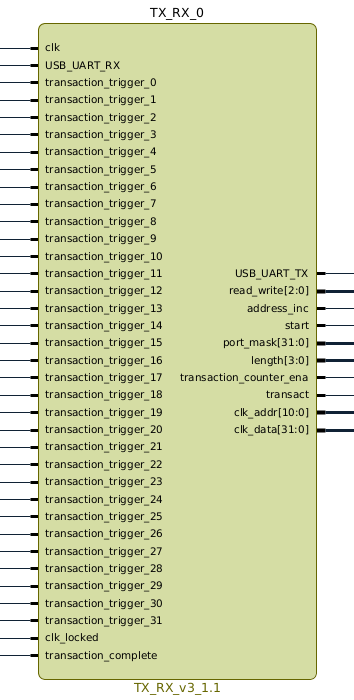 TX_RX_0
clk
USB_UART_RX
transaction_trigger_0
transaction_trigger_1
transaction_trigger_2
transaction_trigger_3
transaction_trigger_4
transaction_trigger_5
transaction_trigger_6
transaction_trigger_7
transaction_trigger_8
transaction_trigger_9
transaction_trigger_10
transaction_trigger_11 USB_UART_TX
transaction_trigger_12 read_write[2:0]
transaction_trigger_13 address_inc
transaction_trigger_14 start
transaction_trigger_15 port_mask[31:0]
transaction_trigger_16 length[3:0]
transaction_trigger_17 transaction_counter_ena
transaction_trigger_18 transact
transaction_trigger_19 clk_addr[10:0]
transaction_trigger_20 clk_data[31:0]
transaction_trigger_21
transaction_trigger_22
transaction_trigger_23
transaction_trigger_24
transaction_trigger_25
transaction_trigger_26
transaction_trigger_27
transaction_trigger_28
transaction_trigger_29
transaction_trigger_30
transaction_trigger_31
clk_locked
transaction_complete
TX_RX_v3_1.1